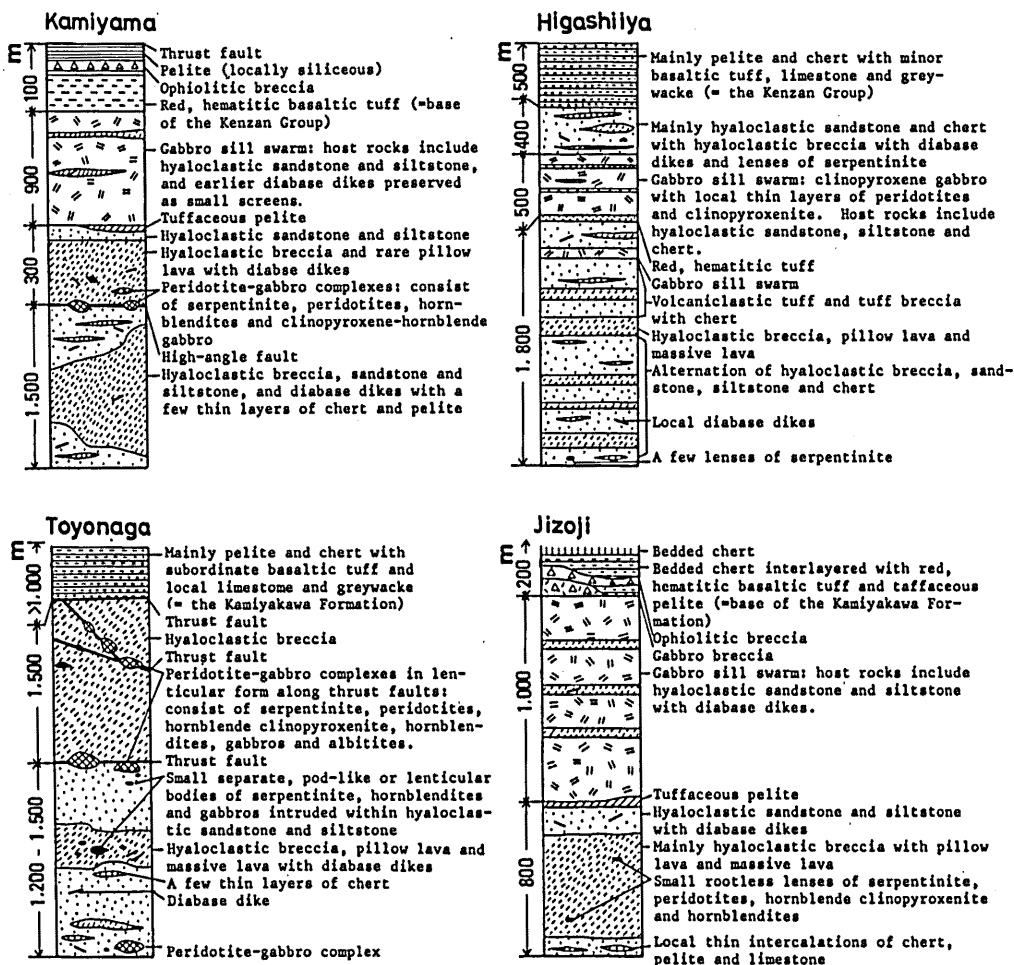 Kamiyama
m
100
900
300
1.500
Thrust fault
Pelite (locally siliceous)
Ophiolitic breccia
Red, hematitic basaltic tuff (=base
of the Kenzan Group)
Gabbro sill swarm: host rocks include
hyaloclastic sandstone and siltstone,
and earlier diabase dikes preserved
as small screens.
Tuffaceous pelite
Hyaloclastic sandstone and siltstone
Hyaloclastic breccia and rare pillow
lava with diabse dikes
Peridotite-gabbro complexes: consist
of serpentinite, peridotites, horn-
blendites and clinopyroxene-hornblende
gabbro
High-angle fault
Hyaloclastic breccia, sandstone and
siltstone, and diabase dikes with a
few thin layers of chert and pelite
Higashiiya
m
500
400
500
1.800
Mainly pelite and chert with minor
basaltic tuff, limestone and grey-
wacke (= the Kenzan Group)
Mainly hyaloclastic sandstone and chert
with hyaloclastic breccia with diabase
dikes and lenses of serpentinite
Gabbro sill swarm: clinopyroxene gabbro
with local thin layers of peridotites
and clinopyroxenite. Host rocks include
hyaloclastic sandstone, siltstone and
chert.
Red, hematitic tuff
Gabbro sill swarm
Volcaniclastic tuff and tuff breccia
with chert
Hyaloclastic breccia, pillow lava and
massive lava
Alternation of hyaloclastic breccia, sand-
stone, siltstone and chert
Local diabase dikes
A few lenses of serpentinite
Toyonaga
m
>1.000
1.500
1.200 - 1.500
Mainly pelite and chert with
subordinate basaltic tuff and
local limestome and greywacke
(= the Kamiyakawa Formation)
Thrust fault
Hyaloclastic breccia
Thrust fault
Peridotite-gabbro complexes in len-
ticular form along thrust faults:
consist of serpentinite, peridotites,
hornblende clinopyroxenite, hornblen-
dites, gabbros and albitites.
Thrust fault
Small separate, pod-like or lenticular
bodies of serpentinite, hornblendites
and gabbros intruded within hyaloclas-
tic sandstone and siltstone
Hyaloclastic breccia, pillow lava and
massive lava with diabase dikes
A few thin layers of chert
Diabase dike
Peridotite-gabbro complex
Jizoji
m
200
1.000
800
Bedded chert
Bedded chert interlayered with red,
hematitic basaltic tuff and taffaceous
pelite (=base of the Kamiyakawa For-
mation)
Ophiolitic breccia
Gabbro breccia
Gabbro sill swarm: host rocks include
hyaloclastic sandstone and siltstone
with diabase dikes.
Tuffaceous pelite
Hyaloclastic sandstone and siltstone
with diabase dikes
Mainly hyaloclastic breccia with pillow
lava and massive lava
Small rootless lenses of serpentinite,
peridotites, hornblende clinopyroxenite
and hornblendites
Local thin intercalations of chert,
pelite and limestone